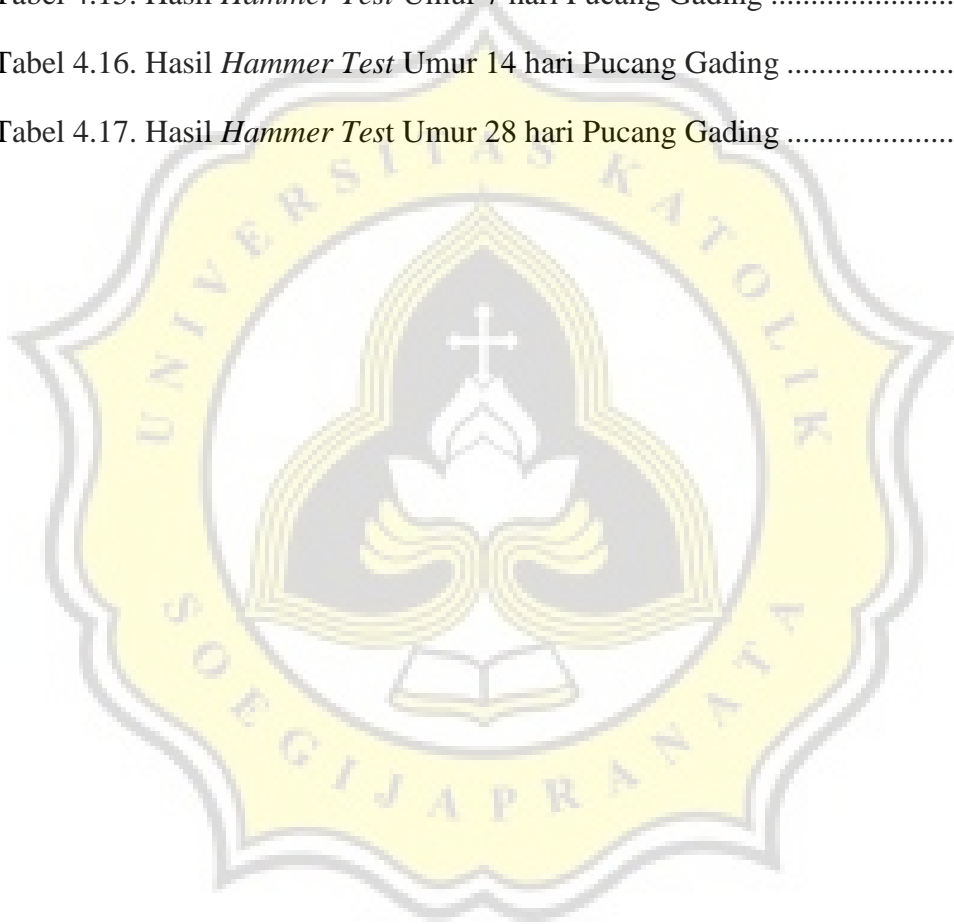 Tabel 4.15. Hasil Hammer Test Umur 7 hari Pucang Gading ........................
Tabel 4.16. Hasil Hammer Test Umur 14 hari Pucang Gading .....................
Tabel 4.17. Hasil Hammer Test Umur 28 hari Pucang Gading .....................
UNIVERSITAS KATOLIK
SOEGIJAPRANATA